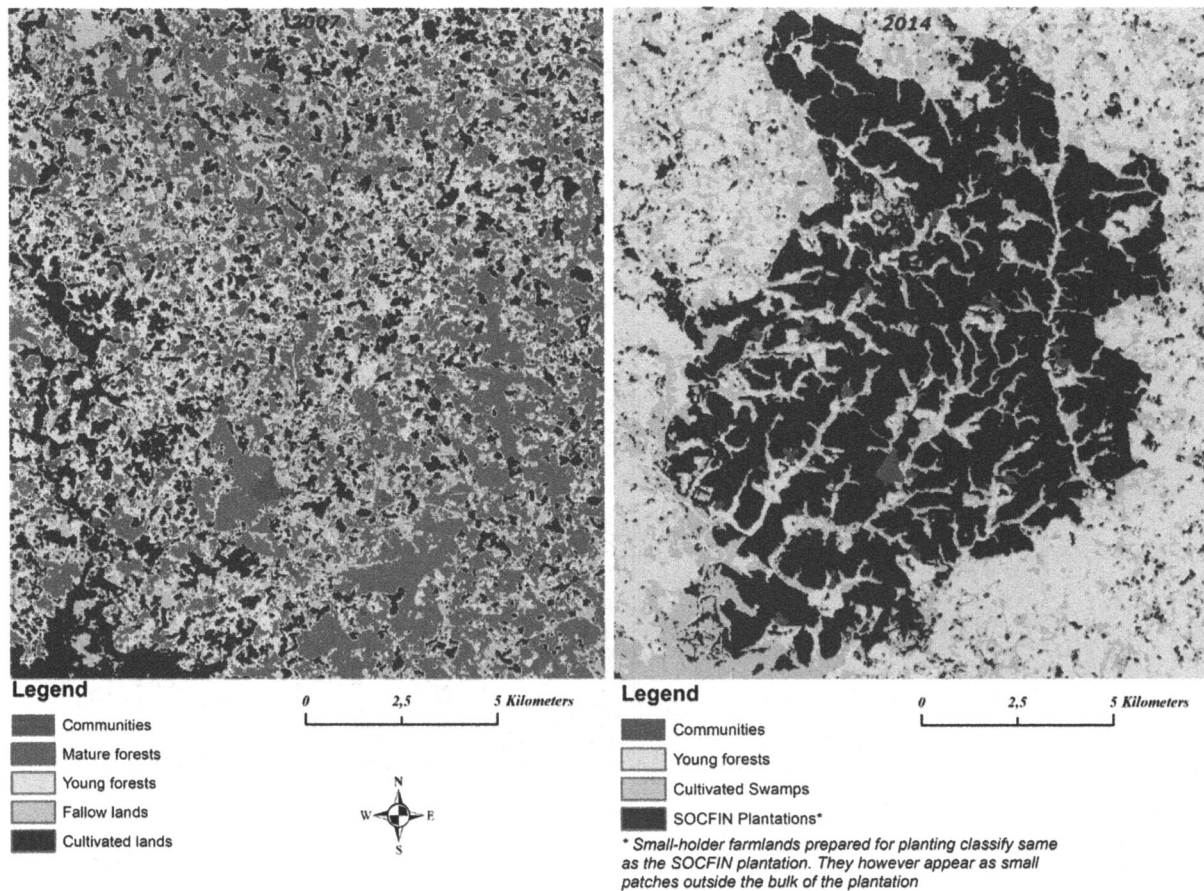 2007
2014
Legend
Communities
Mature forests
Young forests
Fallow lands
Cultivated lands
0 2,5 5 Kilometers
N
W E
S
Legend
Communities
Young forests
Cultivated Swamps
SOCFIN Plantations*
0 2,5 5 Kilometers
* Small-holder farmlands prepared for planting classify same
as the SOCFIN plantation. They however appear as small
patches outside the bulk of the plantation